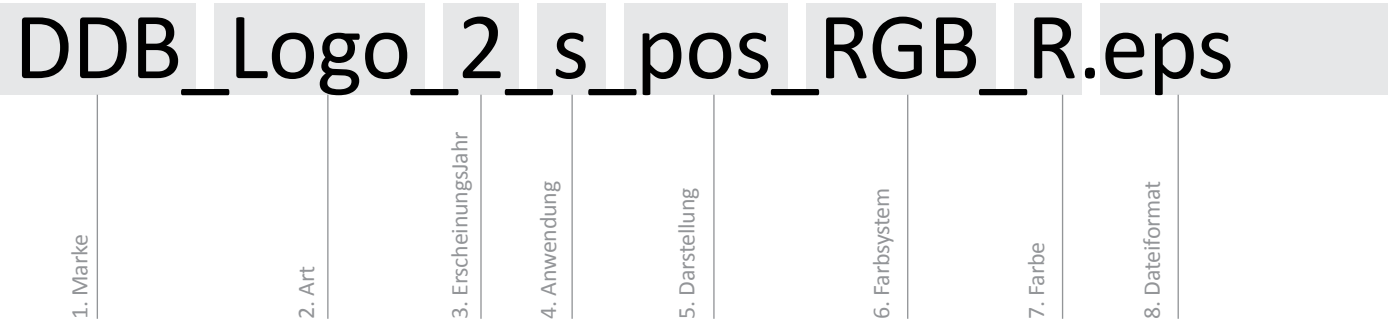 DDB_Logo_2_s_pos_RGB_R.eps
1. Marke
2. Art
3. ErscheinungsJahr
4. Anwendung
5. Darstellung
6. Farbsystem
7. Farbe
8. Dateiformat